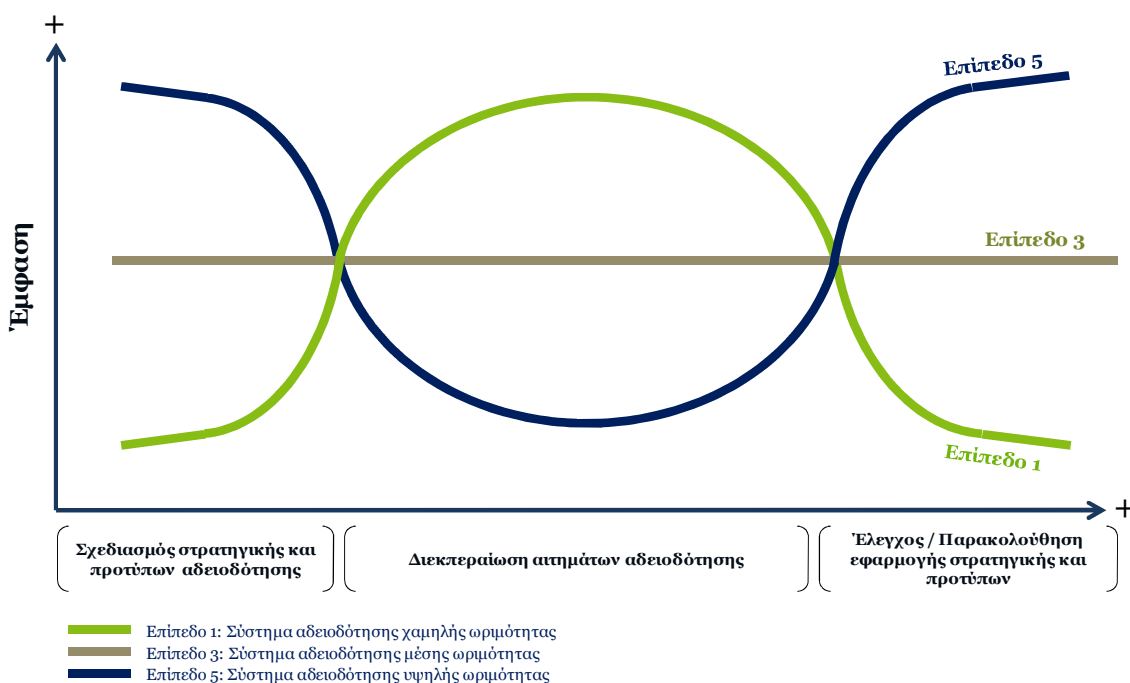 +
Επίπεδο 5
Έμφαση
Επίπεδο 3
Επίπεδο 1
+
Σχεδιασμός στρατηγικής και
προτύπων αδειοδότησης
Διεκπεραίωση αιτημάτων αδειοδότησης
Έλεγχος / Παρακολούθηση
εφαρμογής στρατηγικής και
προτύπων
Επίπεδο 1: Σύστημα αδειοδότησης χαμηλής ωριμότητας
Επίπεδο 3: Σύστημα αδειοδότησης μέσης ωριμότητας
Επίπεδο 5: Σύστημα αδειοδότησης υψηλής ωριμότητας